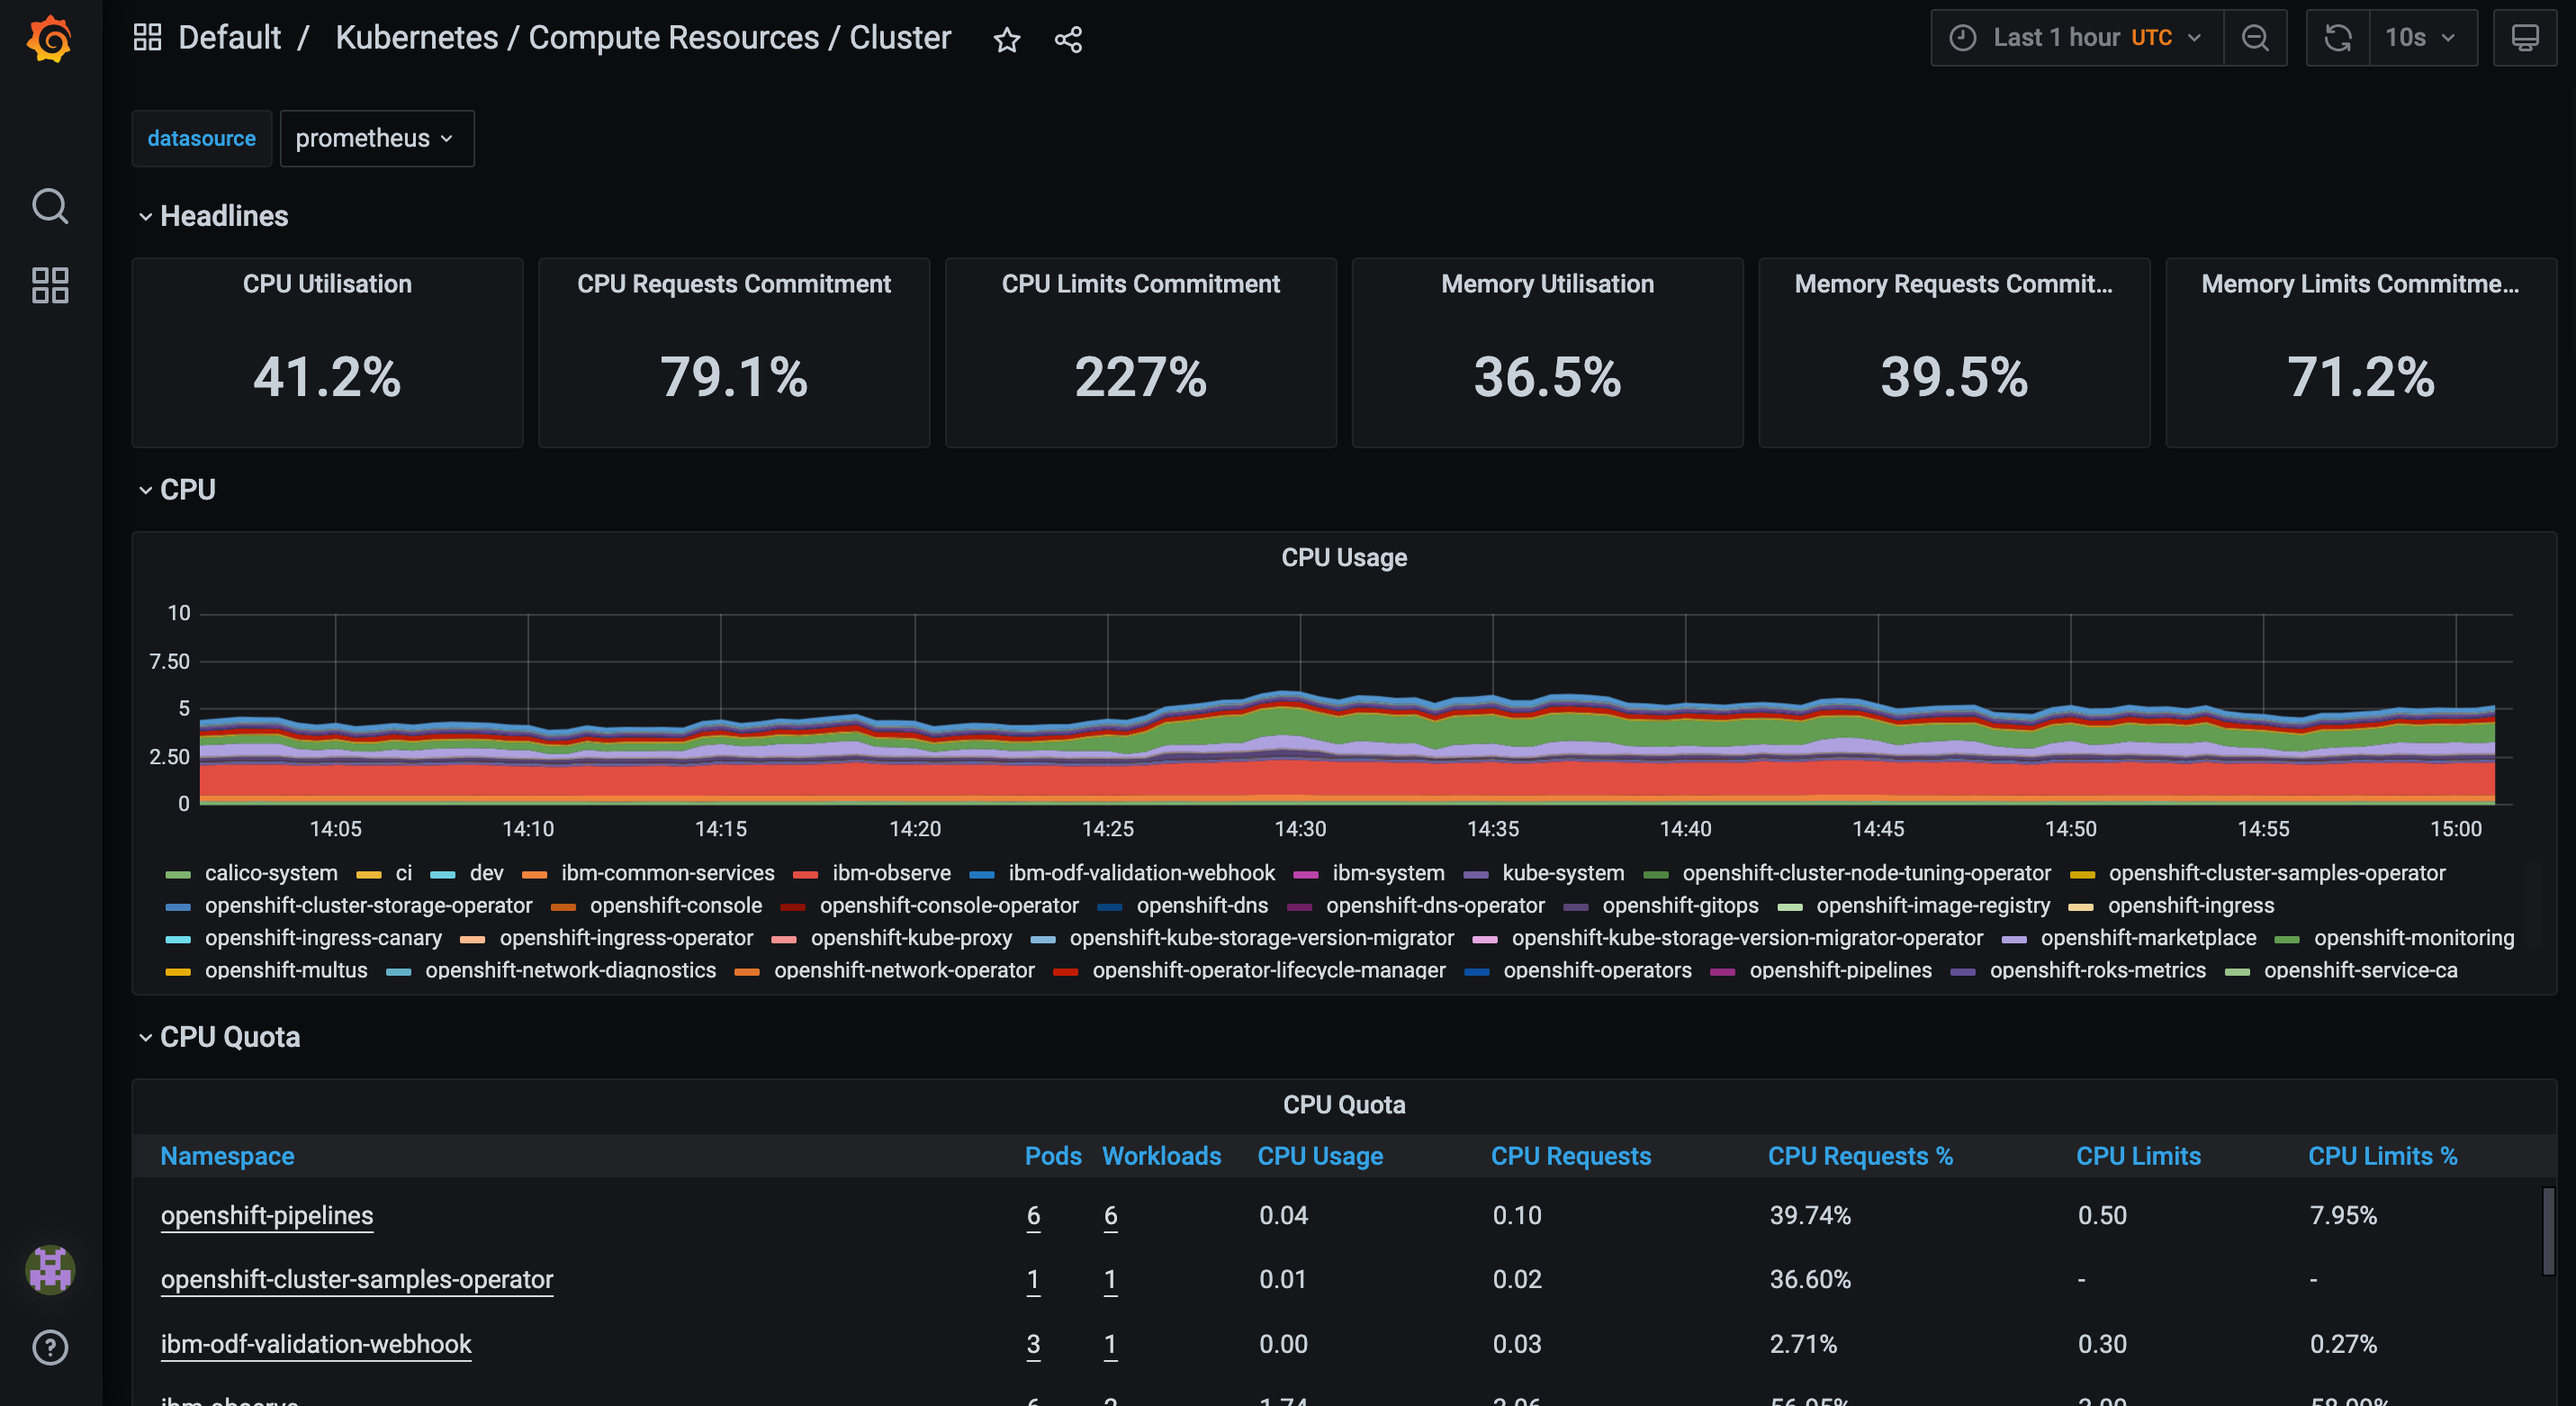 Default / Kubernetes / Compute Resources / Cluster
Last 1 hour UTC
10s
datasource prometheus
Headlines
CPU Utilisation
41.2%
CPU Requests Commitment
79.1%
CPU Limits Commitment
227%
Memory Utilisation
36.5%
Memory Requests Commit...
39.5%
Memory Limits Commitme...
71.2%
CPU
CPU Usage
10
7.50
5
2.50
0
14:05 14:10 14:15 14:20 14:25 14:30 14:35 14:40 14:45 14:50 14:55 15:00
calico-system ci dev ibm-common-services ibm-observe ibm-odf-validation-webhook ibm-system kube-system openshift-cluster-node-tuning-operator openshift-cluster-samples-operator
openshift-cluster-storage-operator openshift-console openshift-console-operator openshift-dns openshift-dns-operator openshift-gitops openshift-image-registry openshift-ingress
openshift-ingress-canary openshift-ingress-operator openshift-kube-proxy openshift-kube-storage-version-migrator openshift-kube-storage-version-migrator-operator openshift-marketplace openshift-monitoring
openshift-multus openshift-network-diagnostics openshift-network-operator openshift-operator-lifecycle-manager openshift-operators openshift-pipelines openshift-roks-metrics openshift-service-ca
CPU Quota
CPU Quota
Namespace Pods Workloads CPU Usage CPU Requests CPU Requests % CPU Limits CPU Limits %
openshift-pipelines 6 6 0.04 0.10 39.74% 0.50 7.95%
openshift-cluster-samples-operator 1 1 0.01 0.02 36.60% - -
ibm-odf-validation-webhook 3 1 0.00 0.03 2.71% 0.30 0.27%
ibm-observe